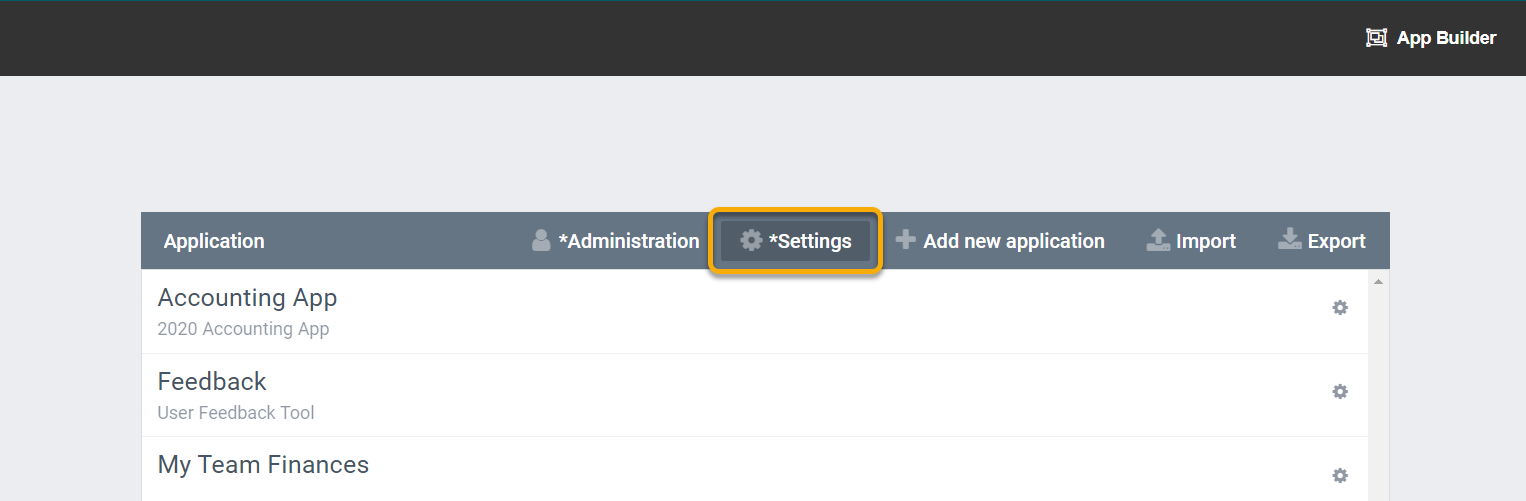 App Builder
Application *Administration *Settings Add new application Import Export
Accounting App
2020 Accounting App
Feedback
User Feedback Tool
My Team Finances